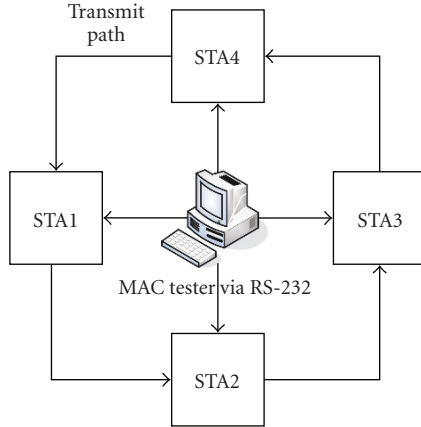 Transmit
path
STA4
STA1
STA3
MAC tester via RS-232
STA2